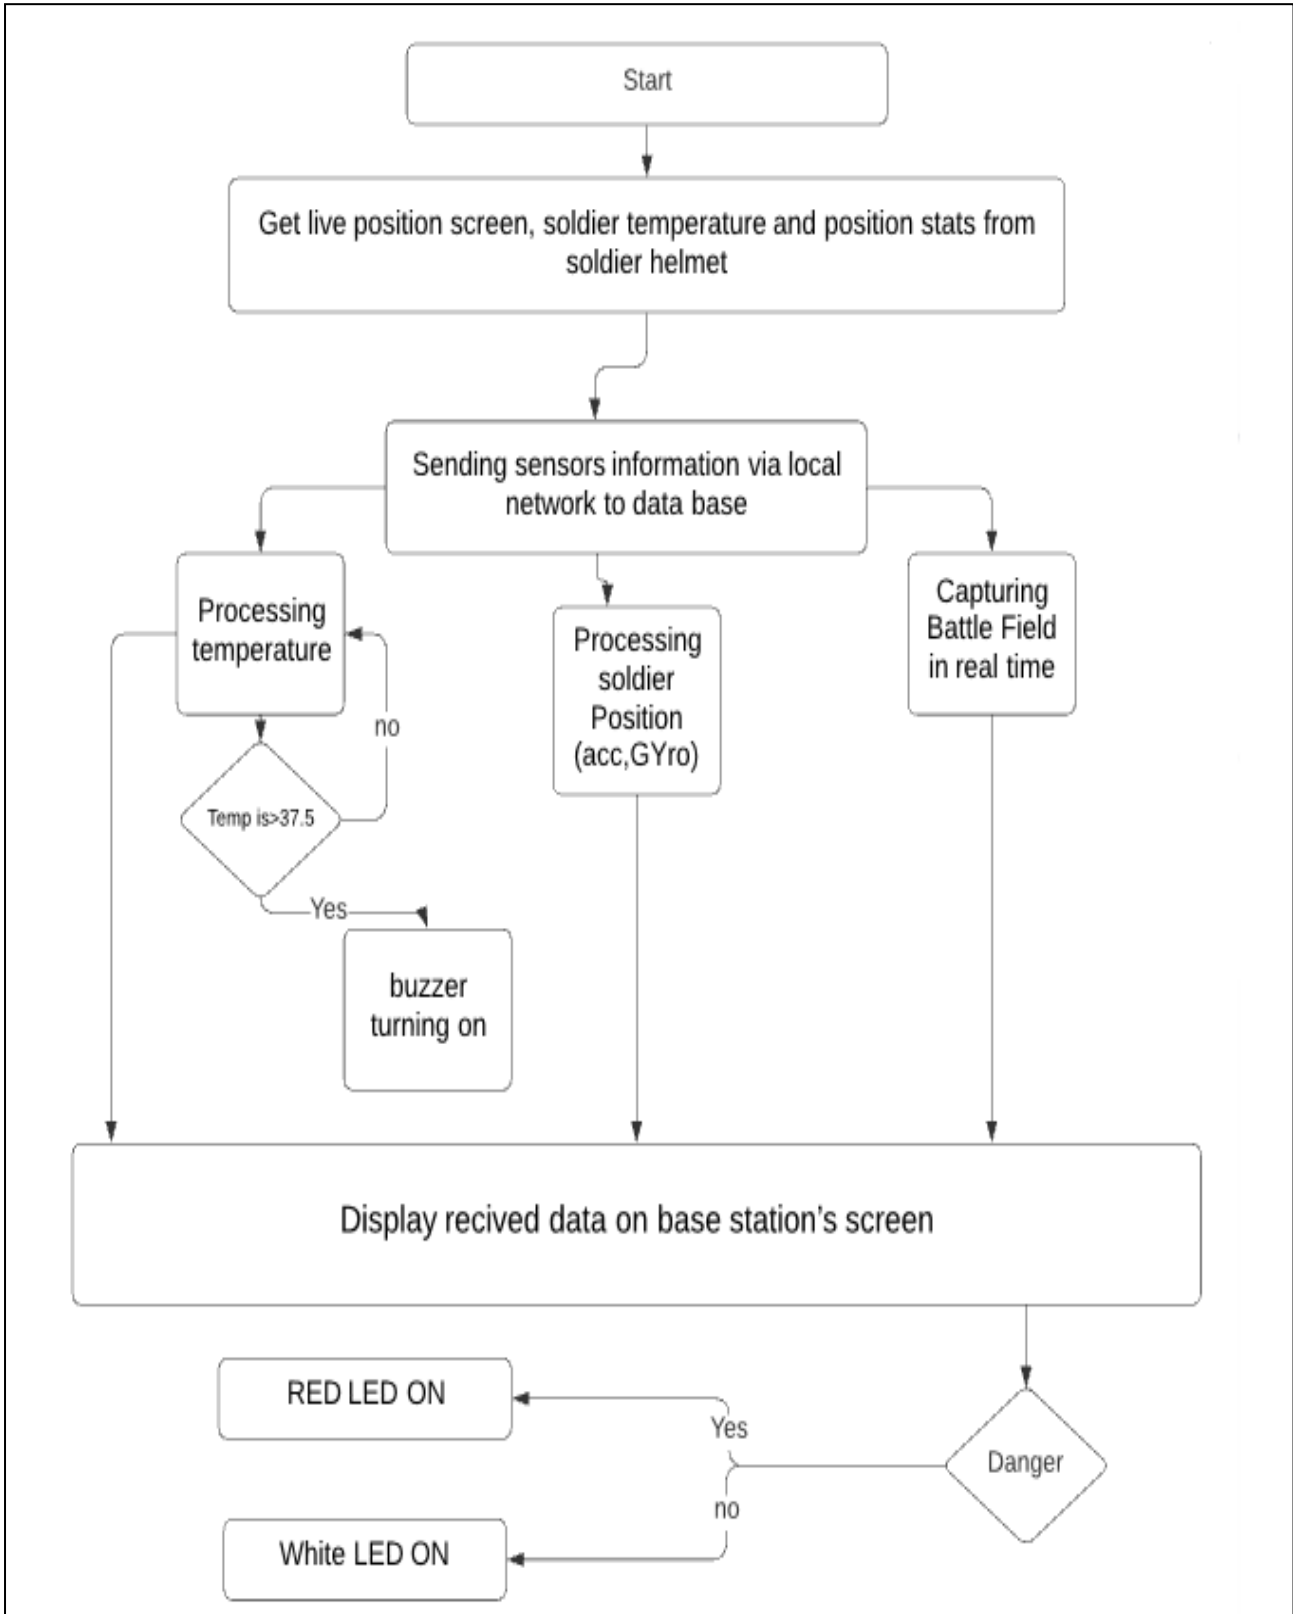 Start
Get live position screen, soldier temperature and position stats from
soldier helmet
Sending sensors information via local
network to data base
Processing
temperature
Processing
soldier
Position
(acc,GYro)
Capturing
Battle Field
in real time
no
Temp is>37.5
Yes
buzzer
turning on
Display recived data on base station’s screen
RED LED ON
Yes
Danger
no
White LED ON